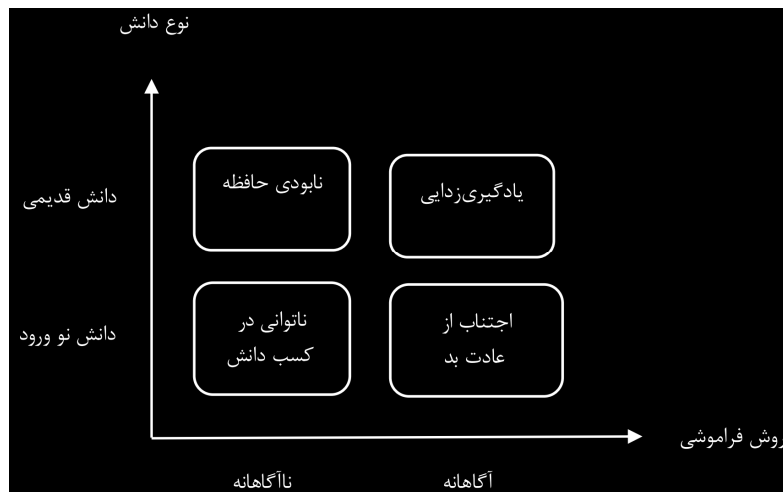 نوع دانش
دانش قدیمی
نابودی حافظه
یادگیری‌زدایی
دانش نو ورود
ناتوانی در
کسب دانش
اجتناب از
عادت بد
روش فراموشی
ناآگاهانه
آگاهانه